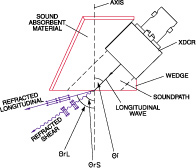 SOUND
ABSORBENT
MATERIAL
AXIS
XDCR
WEDGE
SOUNDPATH
LONGITUDINAL
WAVE
REFRACTED
LONGITUDINAL
REFRACTED
SHEAR
ΘrL
ΘrS
ΘI